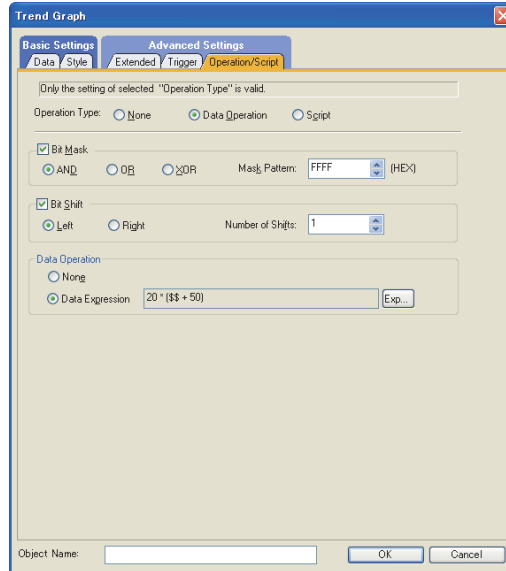 Trend Graph
Basic Settings Advanced Settings
Data Style Extended Trigger Operation/Script
Only the setting of selected "Operation Type" is valid.
Operation Type: None Data Operation Script
Bit Mask
AND OR XOR Mask Pattern: FFFF (HEX)
Bit Shift
Left Right Number of Shifts: 1
Data Operation
None
Data Expression 20 * ($$ + 50) Exp...
Object Name: OK Cancel